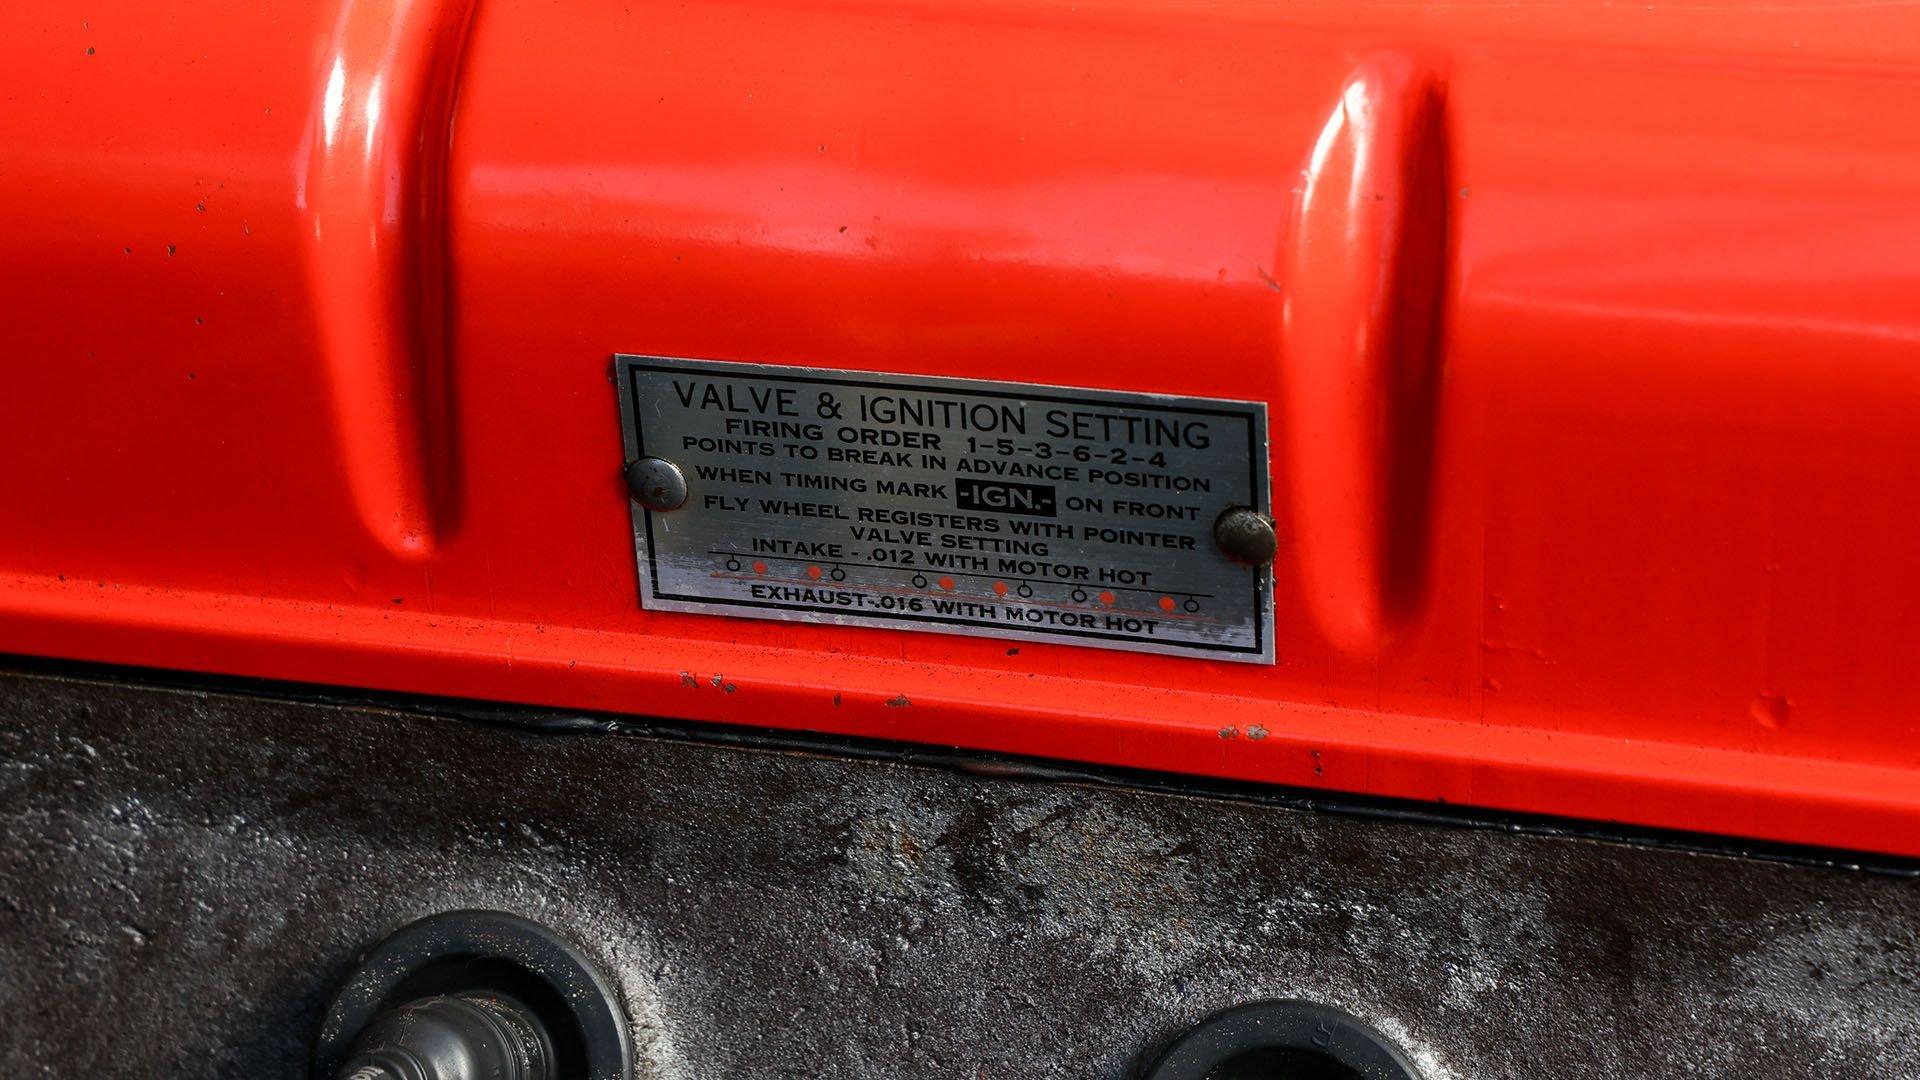 VALVE & IGNITION SETTING
FIRING ORDER 1-5-3-6-2-4
POINTS TO BREAK IN ADVANCE POSITION
WHEN TIMING MARK -IGN.- ON FRONT
FLY WHEEL REGISTERS WITH POINTER
VALVE SETTING
INTAKE - .012 WITH MOTOR HOT
EXHAUST-.016 WITH MOTOR HOT